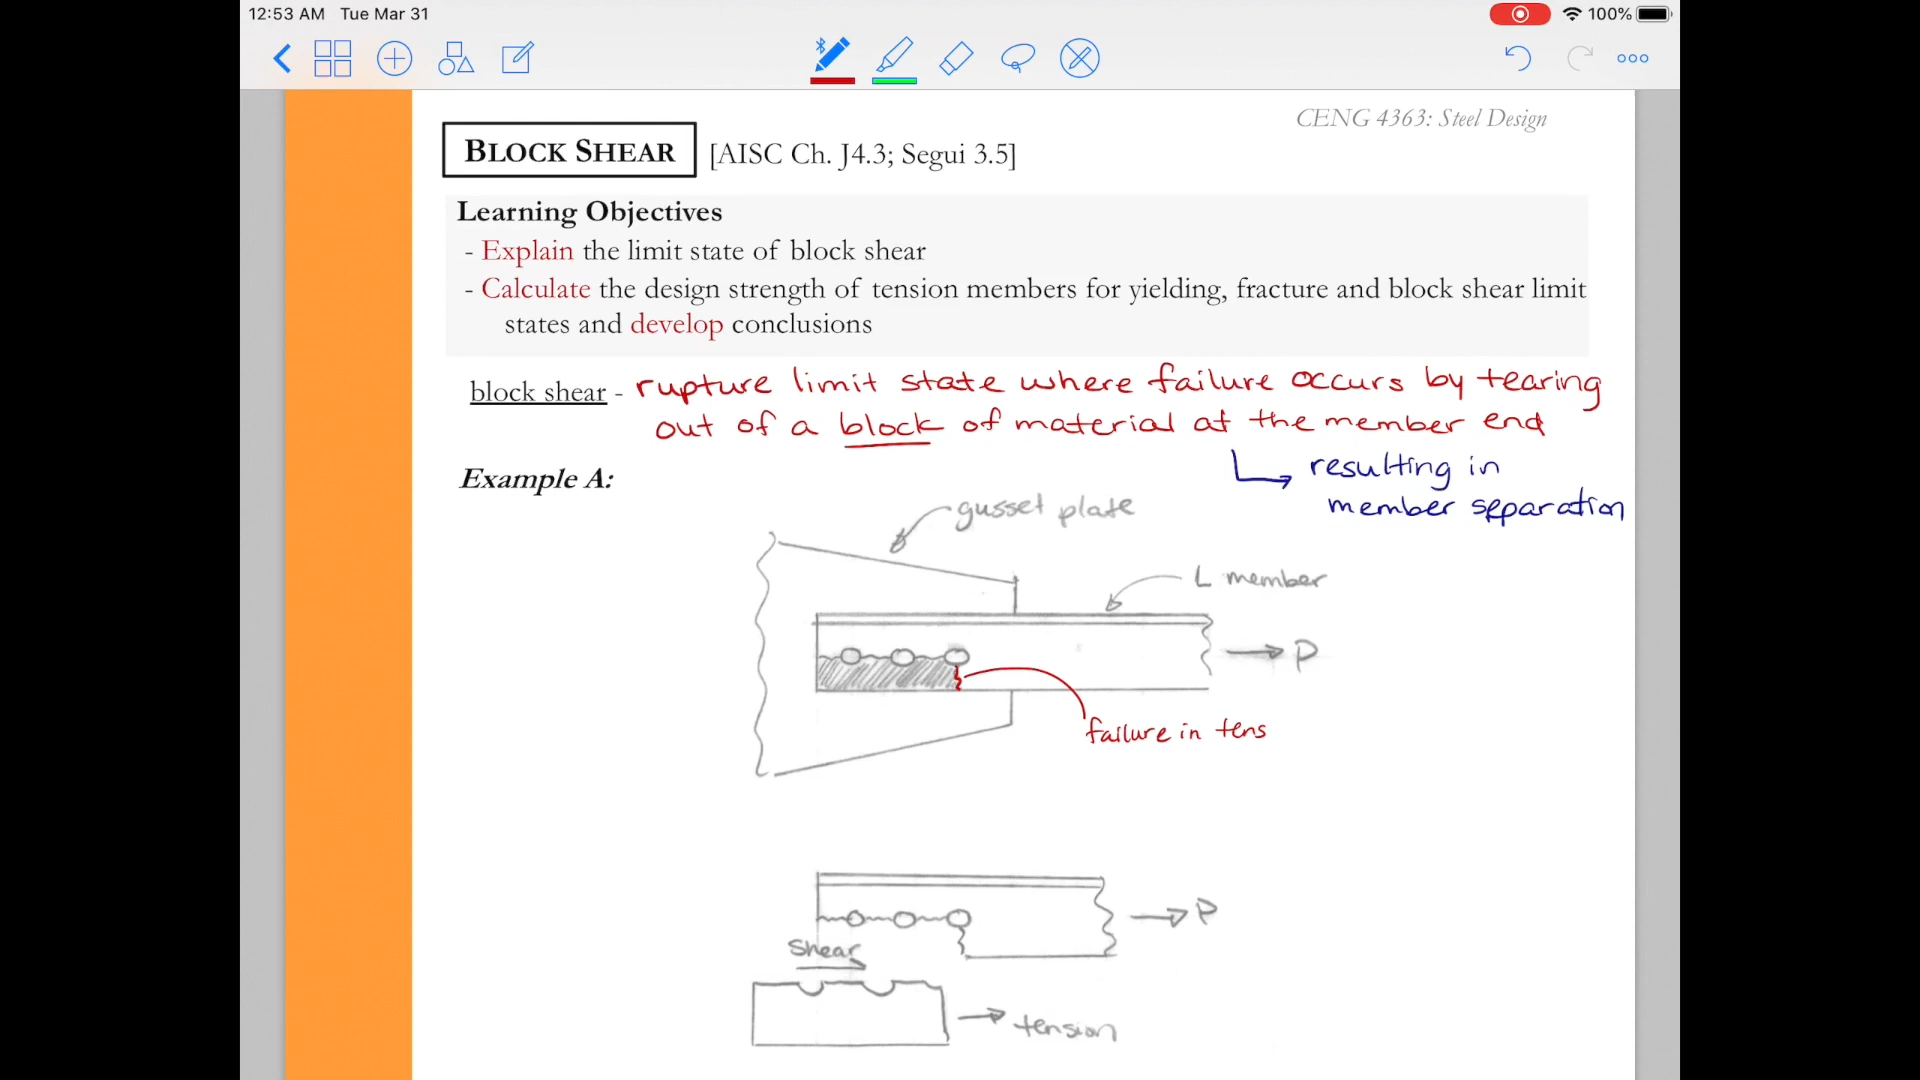 12:53 AM Tue Mar 31
100%
CENG 4363: Steel Design
BLOCK SHEAR [AISC Ch. J4.3; Segui 3.5]
Learning Objectives
- Explain the limit state of block shear
- Calculate the design strength of tension members for yielding, fracture and block shear limit
states and develop conclusions
block shear - rupture limit state where failure occurs by tearing
out of a block of material at the member end
resulting in
member separation
Example A:
gusset plate
L member
P
failure in tens
P
Shear
tension